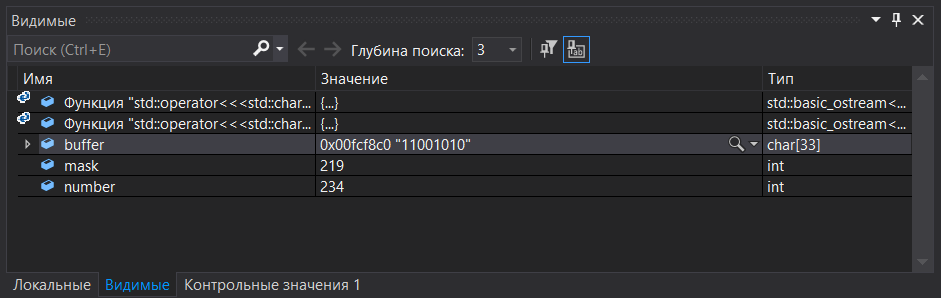 Видимые
Поиск (Ctrl+E) Глубина поиска: 3
Имя Значение Тип
Функция "std::operator<<<std::char... {...} std::basic_ostream<...
Функция "std::operator<<<std::char... {...} std::basic_ostream<...
buffer 0x00fcf8c0 "11001010" char[33]
mask 219 int
number 234 int
Локальные Видимые Контрольные значения 1